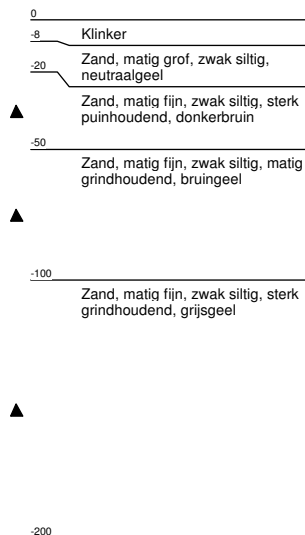 0
Klinker
-8
Zand, matig grof, zwak siltig,
neutraalgeel
-20
Zand, matig fijn, zwak siltig, sterk
puinhoudend, donkerbruin
-50
Zand, matig fijn, zwak siltig, matig
grindhoudend, bruingeel
-100
Zand, matig fijn, zwak siltig, sterk
grindhoudend, grijsgeel
-200